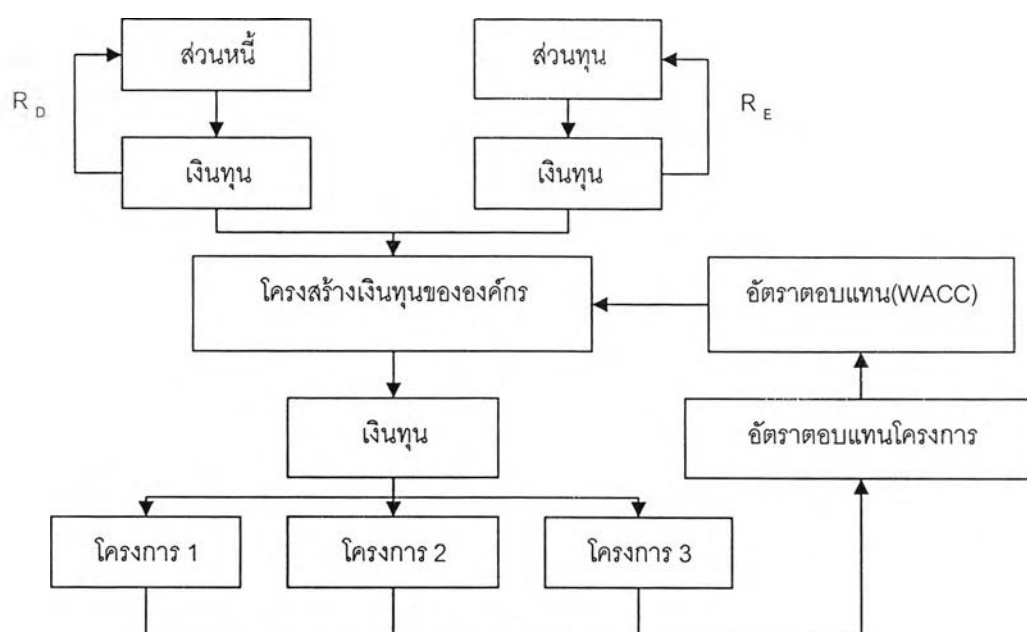 ส่วนหนี้
ส่วนทุน
R D
R E
เงินทุน
เงินทุน
โครงสร้างเงินทุนขององค์กร
อัตราตอบแทน(WACC)
เงินทุน
อัตราตอบแทนโครงการ
โครงการ 1
โครงการ 2
โครงการ 3